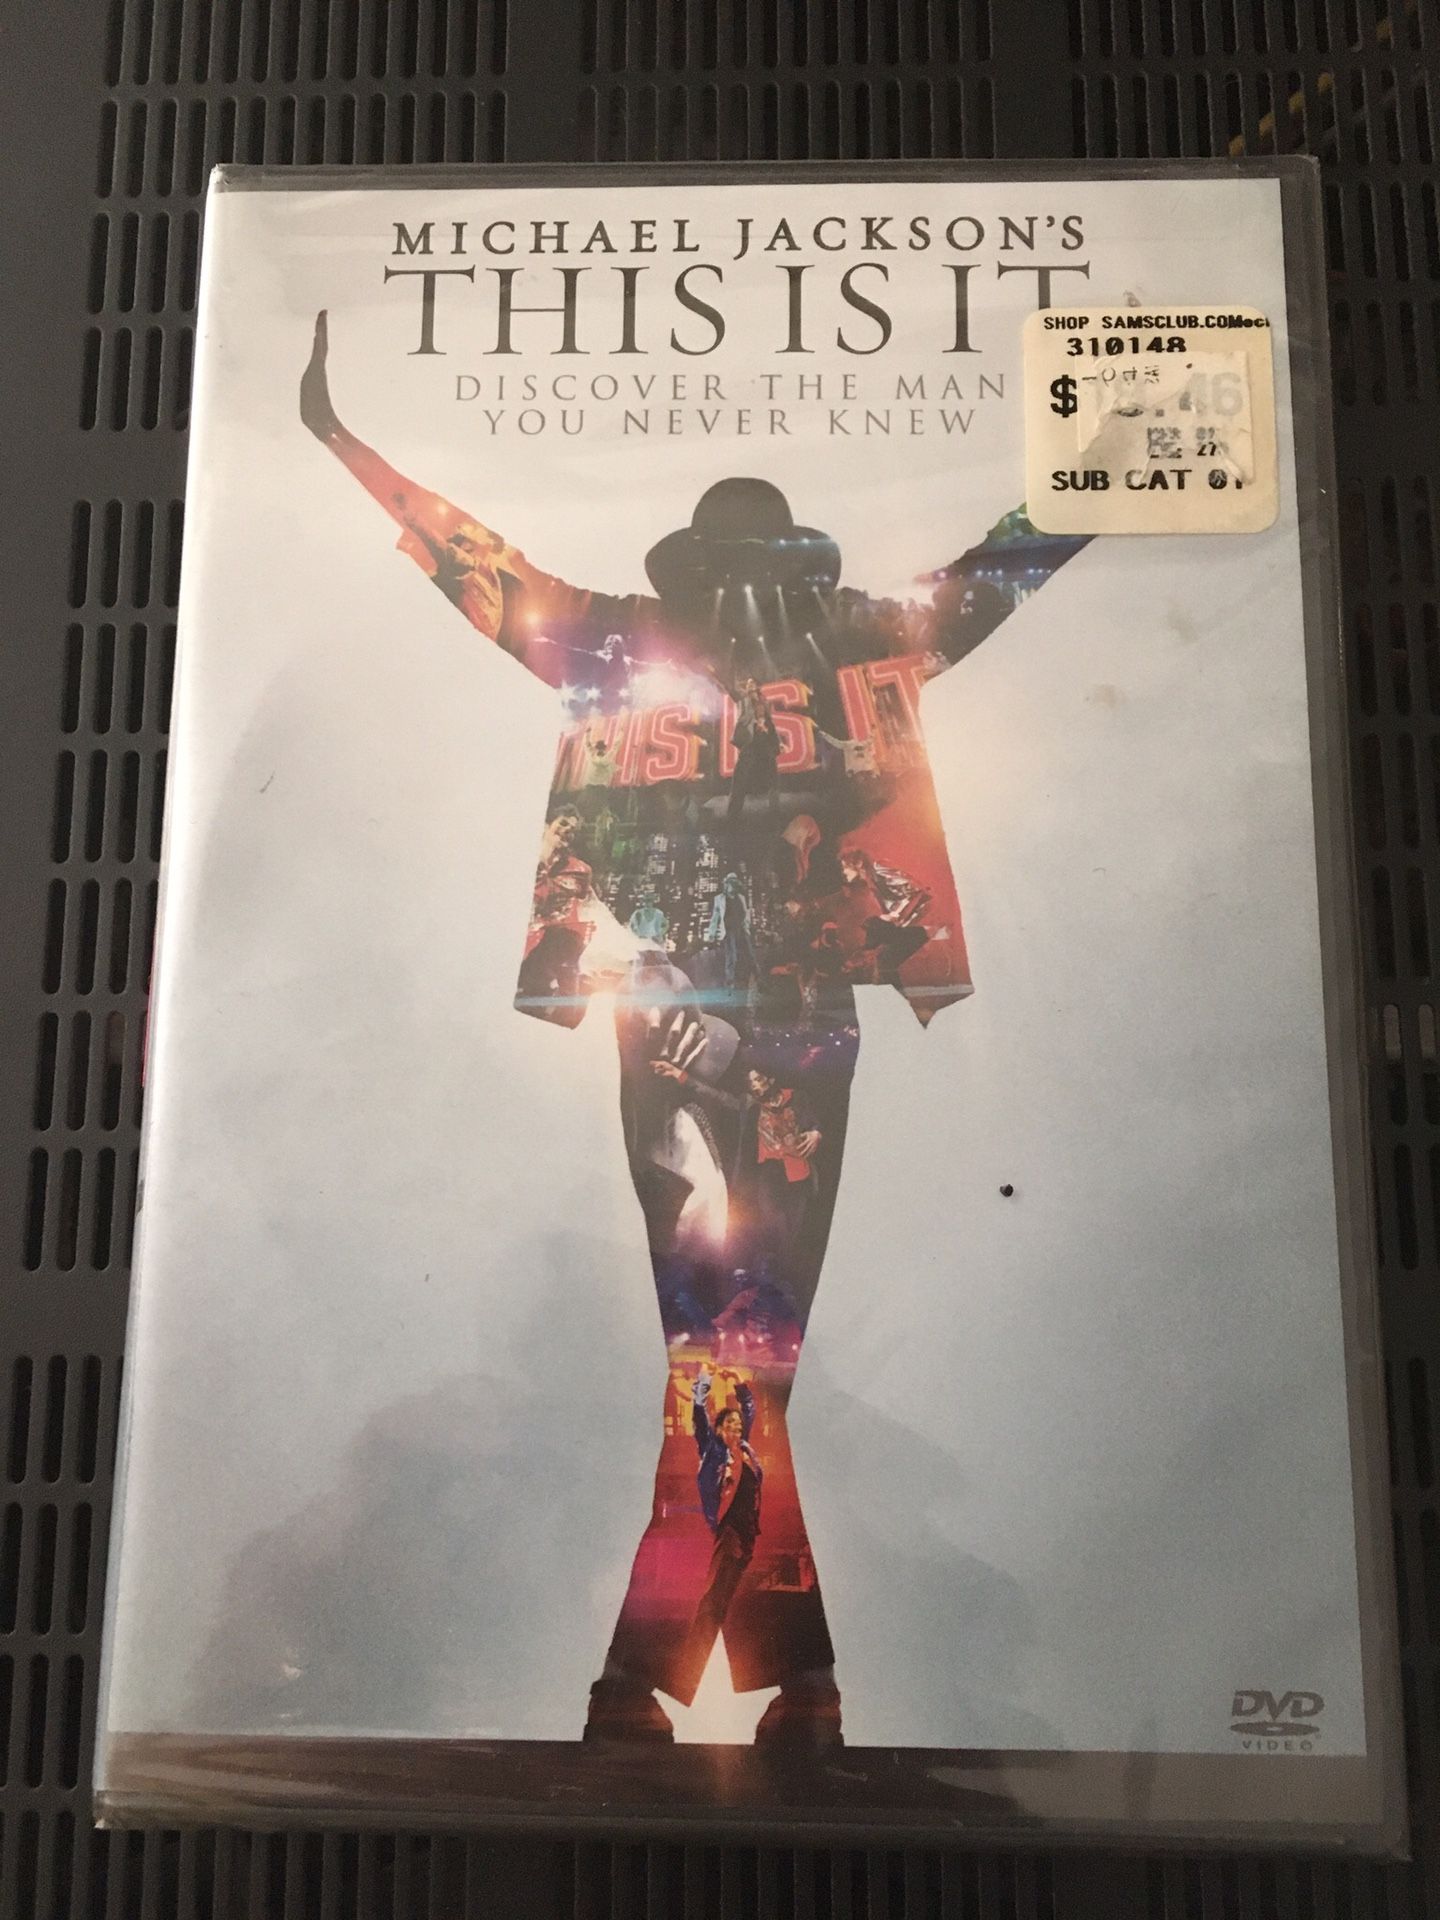 MICHAEL JACKSON'S
THIS IS IT
DISCOVER THE MAN
YOU NEVER KNEW
SHOP SAMSCLUB.COM
310148
$
SUB CAT 01
THIS IS IT
DVD
VIDEO